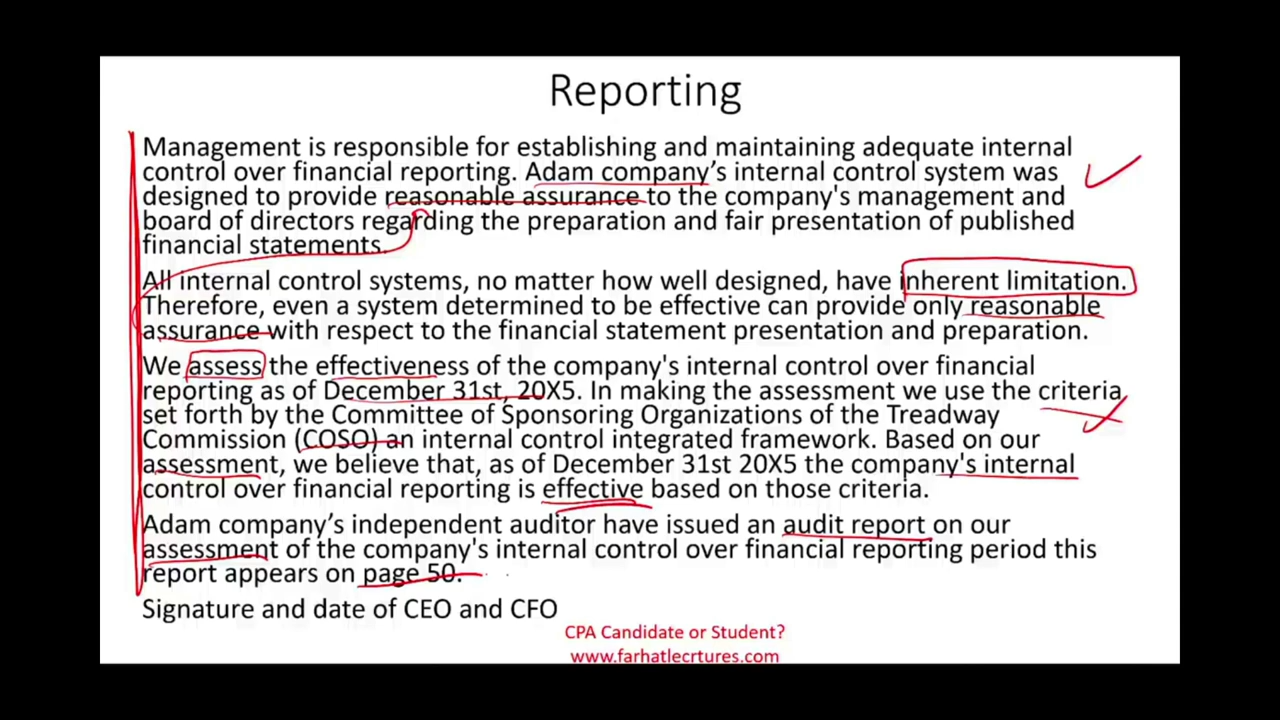 Reporting
Management is responsible for establishing and maintaining adequate internal
control over financial reporting. Adam company's internal control system was
designed to provide reasonable assurance to the company's management and
board of directors regarding the preparation and fair presentation of published
financial statements.
All internal control systems, no matter how well designed, have inherent limitation.
Therefore, even a system determined to be effective can provide only reasonable
assurance with respect to the financial statement presentation and preparation.
We assess the effectiveness of the company's internal control over financial
reporting as of December 31st, 20X5. In making the assessment we use the criteria
set forth by the Committee of Sponsoring Organizations of the Treadway
Commission (COSO) an internal control integrated framework. Based on our
assessment, we believe that, as of December 31st 20X5 the company's internal
control over financial reporting is effective based on those criteria.
Adam company's independent auditor have issued an audit report on our
assessment of the company's internal control over financial reporting period this
report appears on page 50.
Signature and date of CEO and CFO
CPA Candidate or Student?
www.farhatlecrtures.com